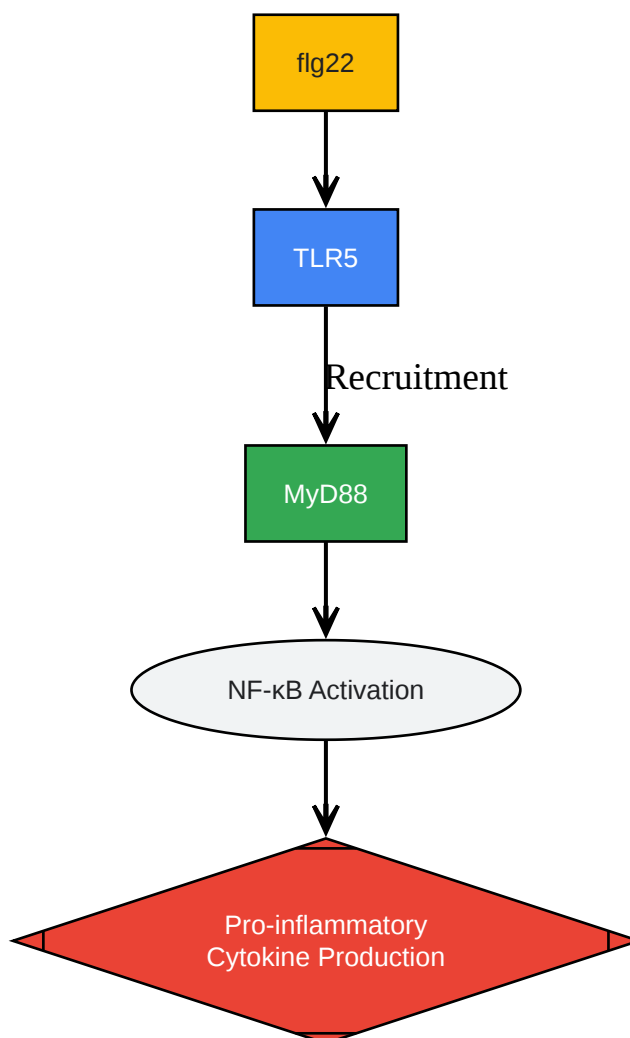 flg22
TLR5
Recruitment
MyD88
NF-κB Activation
Pro-inflammatory
Cytokine Production